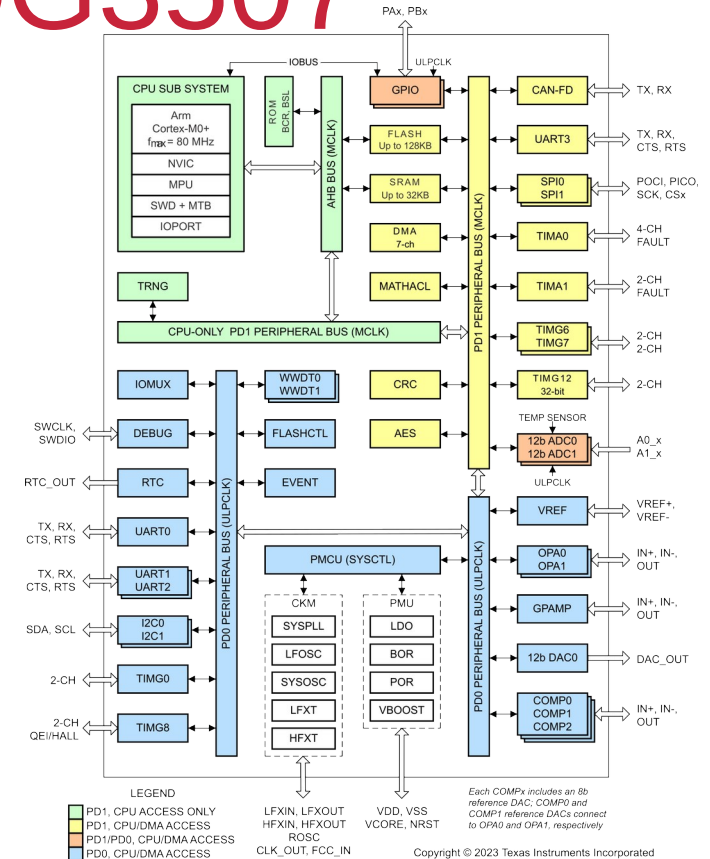 G3507
PAx, PBx
IOBUS
ULPCLK
CPU SUB SYSTEM
Arm
Cortex-M0+
fmax = 80 MHz
NVIC
MPU
SWD + MTB
IOPORT
ROM
BCR, BSL
AHB BUS (MCLK)
GPIO
FLASH
Up to 128KB
SRAM
Up to 32KB
DMA
7-ch
MATHACL
CRC
AES
PD1 PERIPHERAL BUS (MCLK)
CAN-FD
TX, RX
UART3
TX, RX,
CTS, RTS
SPI0
SPI1
POCI, PICO,
SCK, CSx
TIMA0
4-CH
FAULT
TIMA1
2-CH
FAULT
TIMG6
TIMG7
2-CH
2-CH
TIMG12
32-bit
2-CH
TEMP SENSOR
12b ADC0
12b ADC1
A0_x
A1_x
ULPCLK
TRNG
CPU-ONLY PD1 PERIPHERAL BUS (MCLK)
IOMUX
SWCLK,
SWDIO
DEBUG
RTC_OUT
RTC
TX, RX,
CTS, RTS
UART0
TX, RX,
CTS, RTS
UART1
UART2
SDA, SCL
I2C0
I2C1
2-CH
TIMG0
2-CH
QEI/HALL
TIMG8
PD0 PERIPHERAL BUS (ULPCLK)
WWDT0
WWDT1
FLASHCTL
EVENT
PMCU (SYSCTL)
CKM
SYSPLL
LFOSC
SYSOSC
LFXT
HFXT
PMU
LDO
BOR
POR
VBOOST
PD0 PERIPHERAL BUS (ULPCLK)
VREF
VREF+,
VREF-
OPA0
OPA1
IN+, IN-,
OUT
GPAMP
IN+, IN-,
OUT
12b DAC0
DAC_OUT
COMP0
COMP1
COMP2
IN+, IN-,
OUT
LEGEND
PD1, CPU ACCESS ONLY
PD1, CPU/DMA ACCESS
PD1/PD0, CPU/DMA ACCESS
PD0, CPU/DMA ACCESS
LFXIN, LFXOUT
HFXIN, HFXOUT
ROSC
CLK_OUT, FCC_IN
VDD, VSS
VCORE, NRST
Each COMPx includes an 8b
reference DAC; COMP0 and
COMP1 reference DACs connect
to OPA0 and OPA1, respectively
Copyright © 2023 Texas Instruments Incorporated